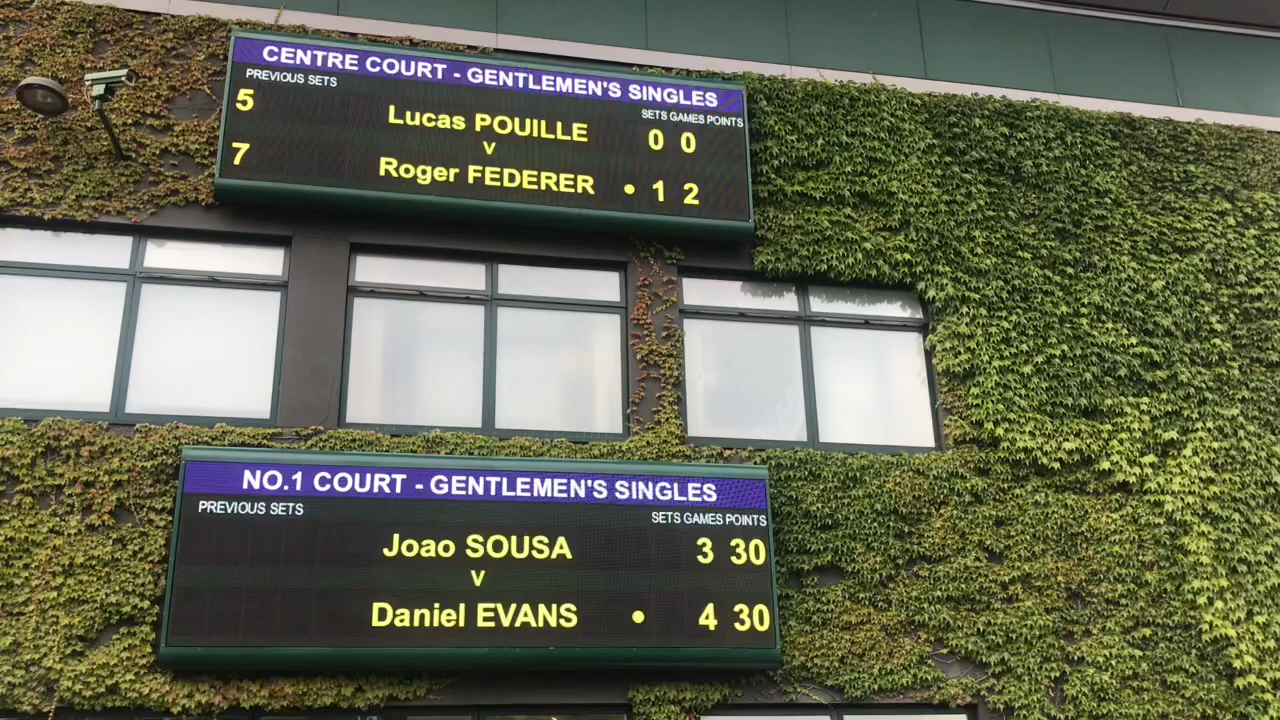 CENTRE COURT - GENTLEMEN'S SINGLES
PREVIOUS SETS SETS GAMES POINTS
5 Lucas POUILLE 0 0
v
7 Roger FEDERER • 1 2
NO.1 COURT - GENTLEMEN'S SINGLES
PREVIOUS SETS SETS GAMES POINTS
Joao SOUSA 3 30
v
Daniel EVANS • 4 30